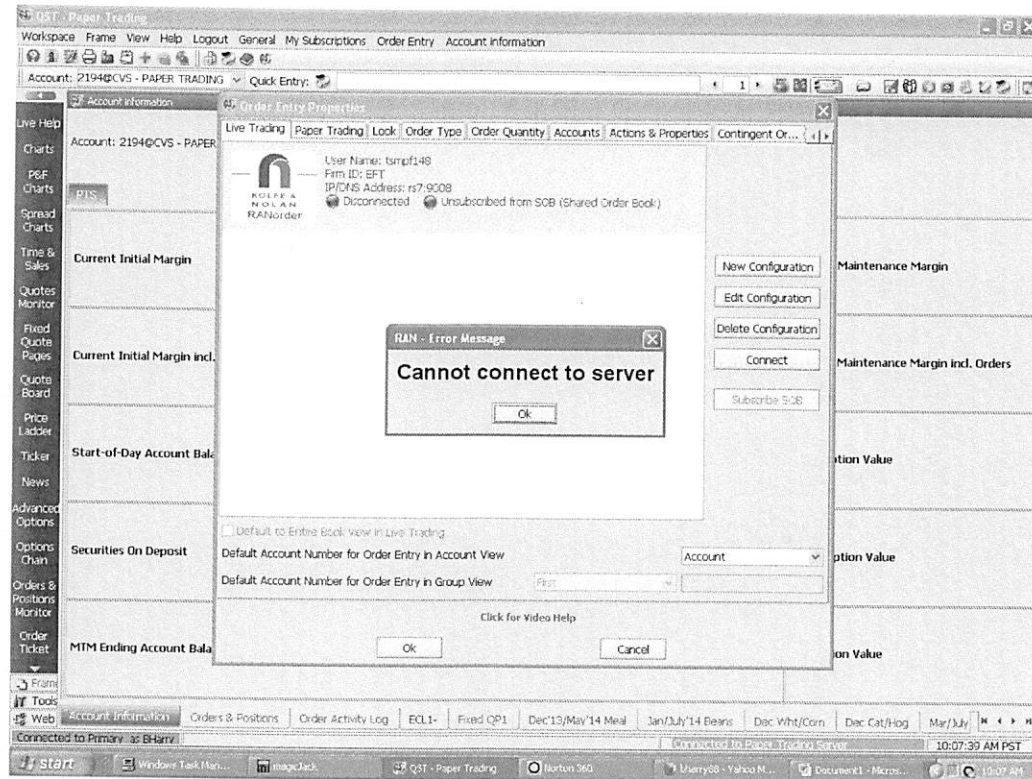 QST - Paper Trading
Workspace Frame View Help Logout General My Subscriptions Order Entry Account Information
Account: 2194@CVS - PAPER TRADING Quick Entry:
1
Live Help
Charts
P&F Charts
Spread Charts
Time & Sales
Quotes Monitor
Fixed Quote Pages
Quote Board
Price Ladder
Ticker
News
Advanced Options
Options Chain
Orders & Positions Monitor
Order Ticket
Frame
Tools
Web
Account Information
Account: 2194@CVS - PAPER
PTS
Current Initial Margin
Current Initial Margin incl.
Start-of-Day Account Bala
Securities On Deposit
MTM Ending Account Bala
Order Entry Properties
Live Trading Paper Trading Look Order Type Order Quantity Accounts Actions & Properties Contingent Or...
ROLFE & NOLAN
RANorder
User Name: tsmpf148
Firm ID: EFT
IP/DNS Address: rs7:9008
Disconnected Unsubscribed from SOB (Shared Order Book)
New Configuration
Edit Configuration
Delete Configuration
Connect
Subscribe SOB
RAN - Error Message
Cannot connect to server
Ok
Default to Entire Book view in Live Trading
Default Account Number for Order Entry in Account View Account
Default Account Number for Order Entry in Group View First
Click for Video Help
Ok Cancel
Maintenance Margin
Maintenance Margin incl. Orders
tion Value
ption Value
on Value
Account Information Orders & Positions Order Activity Log ECL1- Fixed QP1 Dec'13/May'14 Meal Jan/July'14 Beans Dec Wht/Corn Dec Cat/Hog Mar/July
Connected to Primary as BHarry Connected to Paper Trading Server 10:07:39 AM PST
start Windows Task Man... magicJack QST - Paper Trading Norton 360 bharry68 - Yahoo M... Document1 - Micros... 10:07 AM